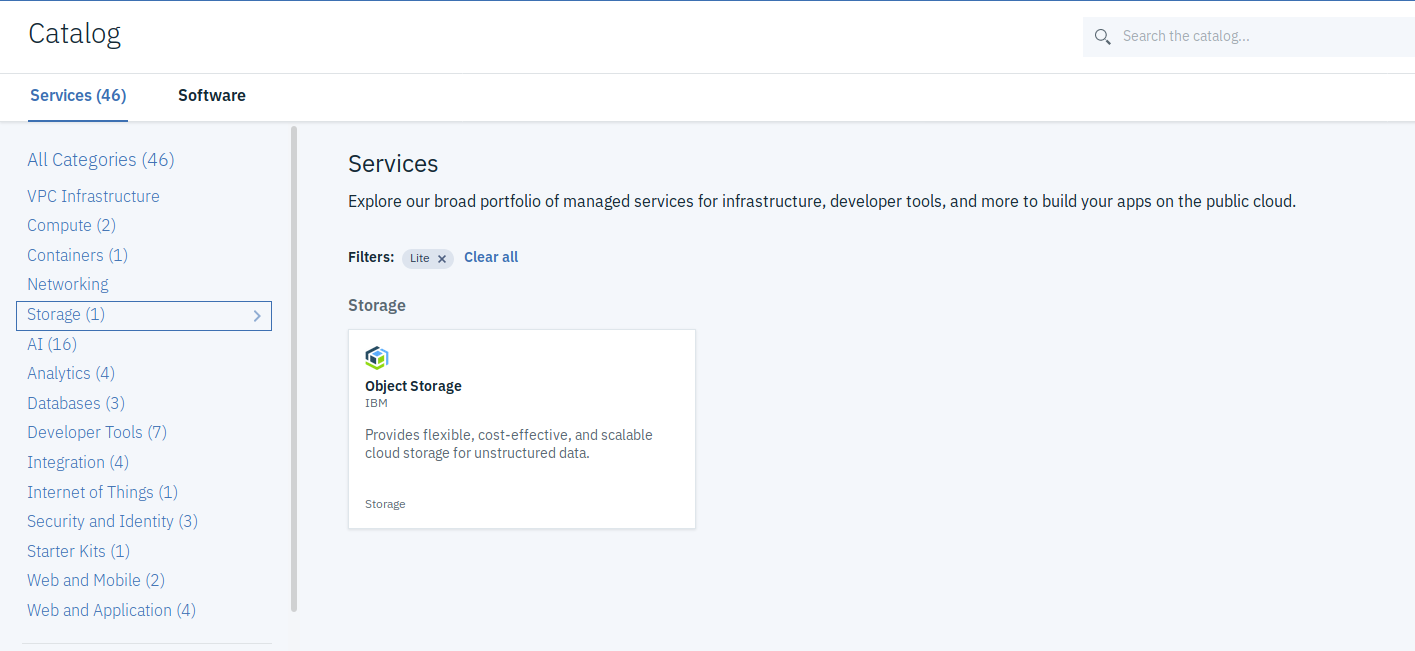 Catalog
Search the catalog...
Services (46)
Software
All Categories (46)
VPC Infrastructure
Compute (2)
Containers (1)
Networking
Storage (1)
AI (16)
Analytics (4)
Databases (3)
Developer Tools (7)
Integration (4)
Internet of Things (1)
Security and Identity (3)
Starter Kits (1)
Web and Mobile (2)
Web and Application (4)
Services
Explore our broad portfolio of managed services for infrastructure, developer tools, and more to build your apps on the public cloud.
Filters: Lite × Clear all
Storage
Object Storage
IBM
Provides flexible, cost-effective, and scalable
cloud storage for unstructured data.
Storage